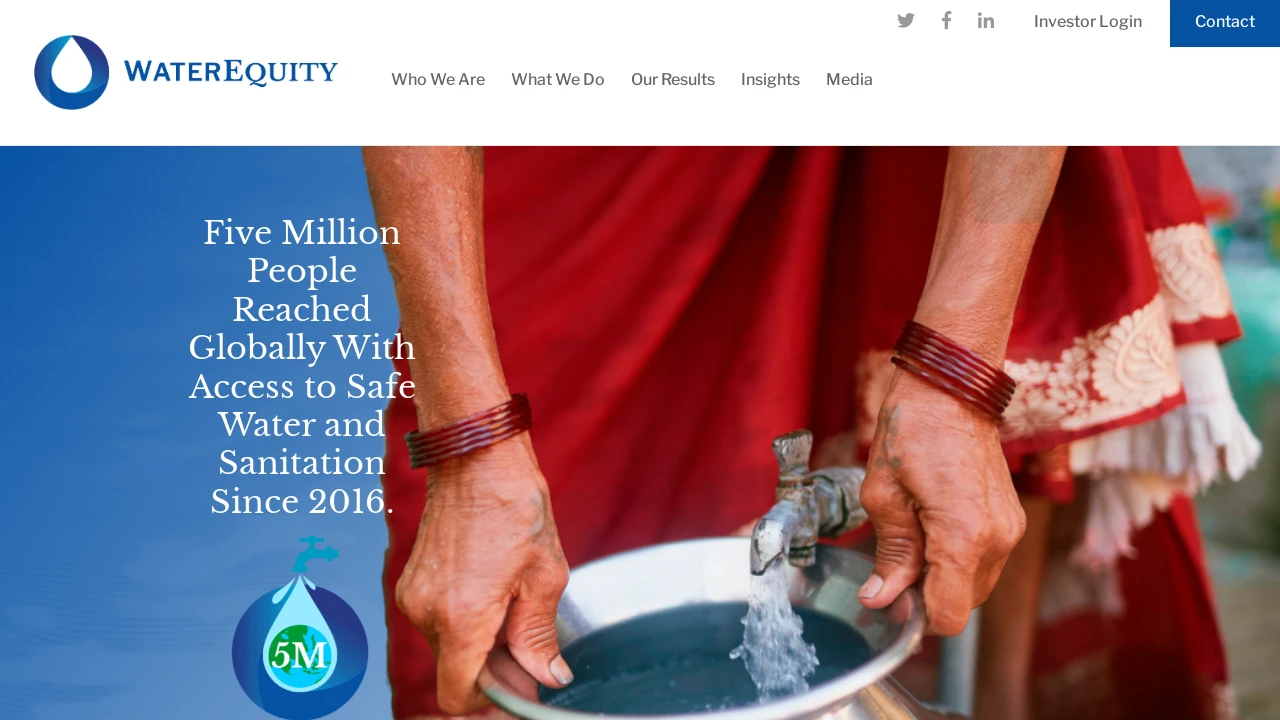 Investor Login
Contact
WATEREQUITY
Who We Are
What We Do
Our Results
Insights
Media
Five Million
People
Reached
Globally With
Access to Safe
Water and
Sanitation
Since 2016.
5M